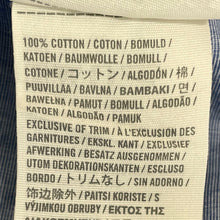 100% COTTON / COTON / BOMULD /
KATOEN / BAUMWOLLE / BOMULL /
COTONE / コットン / ALGODÓN / 棉 /
PUUVILLAA / BAVLNA / BAMBAKI / 면 /
BAWEŁNA / PAMUT / BOMULL / ALGODÓN
/ KATOEN / ALGODÃO / PAMUK
EXCLUSIVE OF TRIM / À L'EXCLUSION DES
GARNITURES / EKSKL. KANT / EXCLUSIEF
AFWERKING / BESATZ AUSGENOMMEN /
UTOM DEKORATIONSKANTEN / ESCLUSO
BORDO / トリムなし / SIN ADORNO /
饰边除外 / PAITSI KORISTE / S
VÝJIMKOU OBRUBY / ΕΚΤΟΣ ΤΗΣ